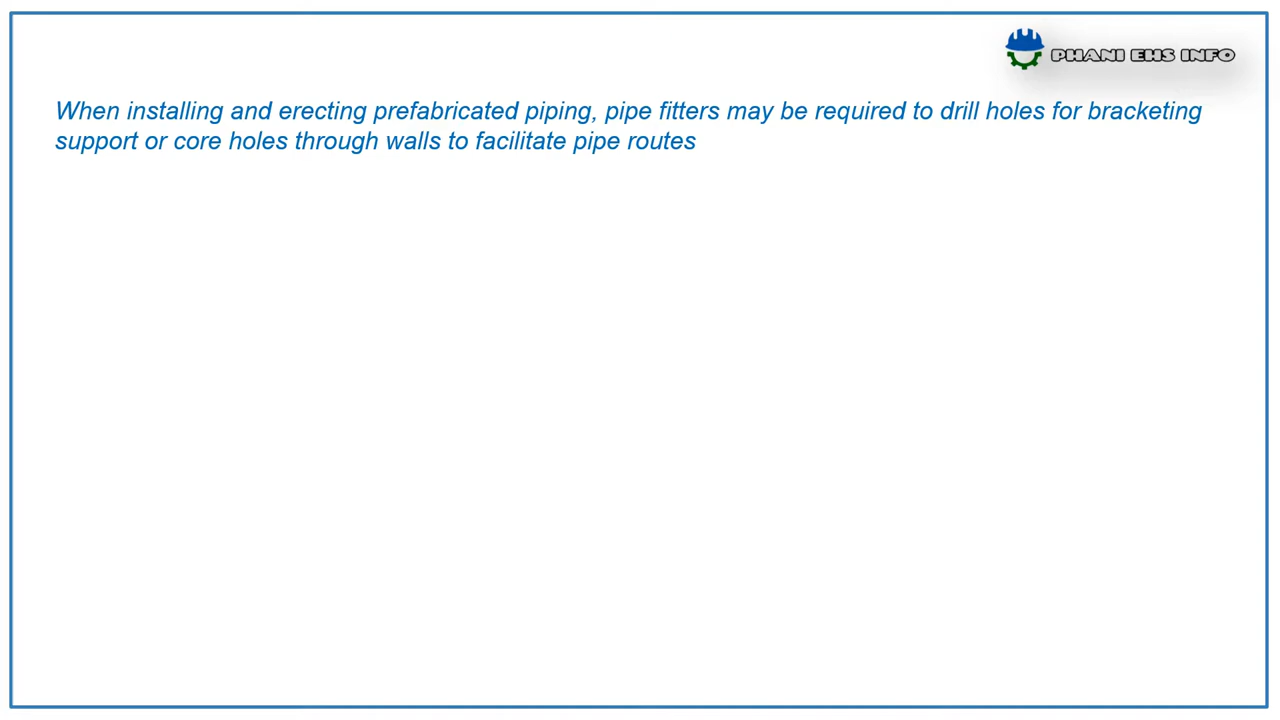 PHANI EHS INFO
When installing and erecting prefabricated piping, pipe fitters may be required to drill holes for bracketing
support or core holes through walls to facilitate pipe routes